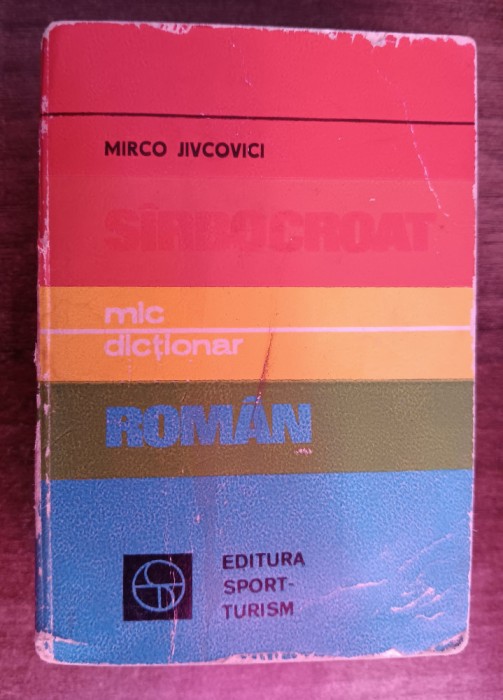 MIRCO JIVCOVICI
SÎRBOCROAT
mic
dicționar
ROMÂN
EDITURA
SPORT-
TURISM